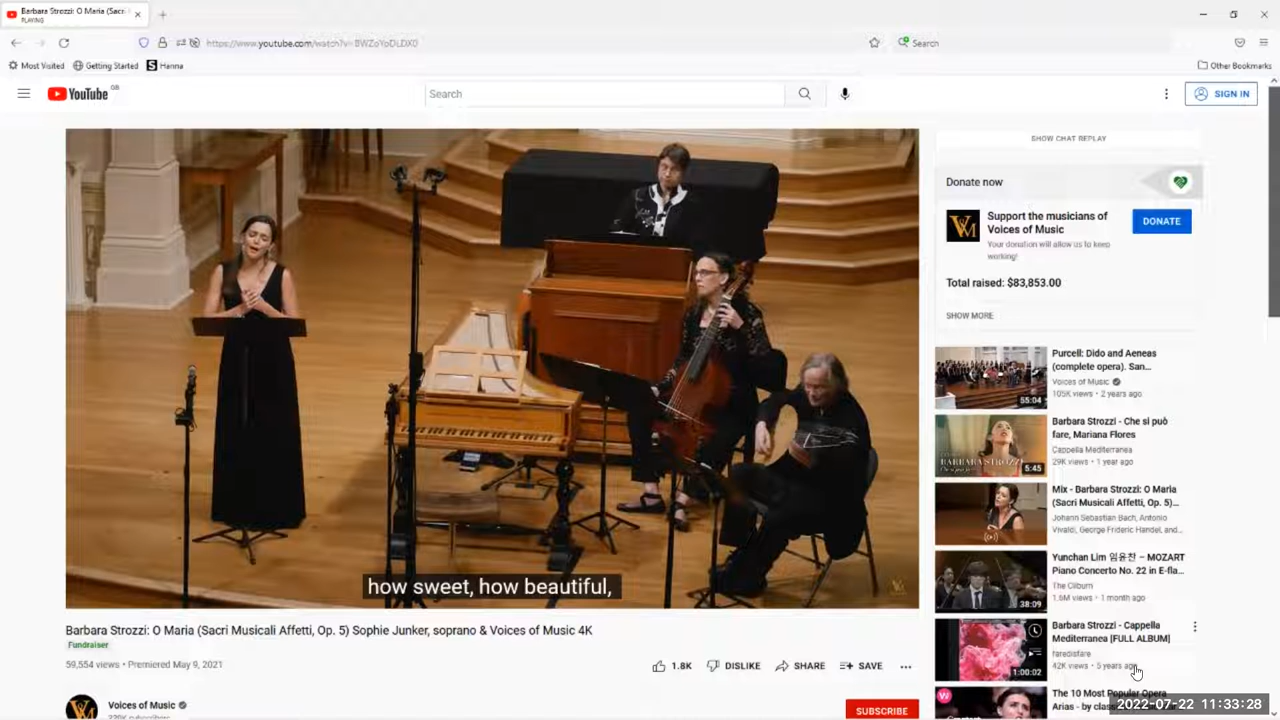 Barbara Strozzi: O Maria (Sacri
PLAYING
https://www.youtube.com/watch?v=
Search
Most Visited
Getting Started
Hanna
Other Bookmarks
YouTube GB
Search
SIGN IN
SHOW CHAT REPLAY
Donate now
Support the musicians of
Voices of Music
Your donation will allow us to keep
working!
DONATE
Total raised: $83,853.00
SHOW MORE
how sweet, how beautiful,
Barbara Strozzi: O Maria (Sacri Musicali Affetti, Op. 5) Sophie Junker, soprano & Voices of Music 4K
Fundraiser
59,554 views • Premiered May 9, 2021
1.8K
DISLIKE
SHARE
SAVE
Voices of Music
SUBSCRIBE
Purcell: Dido and Aeneas
(complete opera). San...
Voices of Music
105K views • 2 years ago
55:04
Barbara Strozzi - Che si può
fare, Mariana Flores
Cappella Mediterranea
29K views • 1 year ago
BARBARA STROZZI
5:45
Mix - Barbara Strozzi: O Maria
(Sacri Musicali Affetti, Op. 5)...
Johann Sebastian Bach, Antonio
Vivaldi, George Frideric Handel, and...
Yunchan Lim 임윤찬 – MOZART
Piano Concerto No. 22 in E-fla...
The Cliburn
1.6M views • 1 month ago
38:09
Barbara Strozzi - Cappella
Mediterranea [FULL ALBUM]
faredisfare
42K views • 5 years ago
1:00:02
The 10 Most Popular Opera
Arias - by
2022-07-22 11:33:28